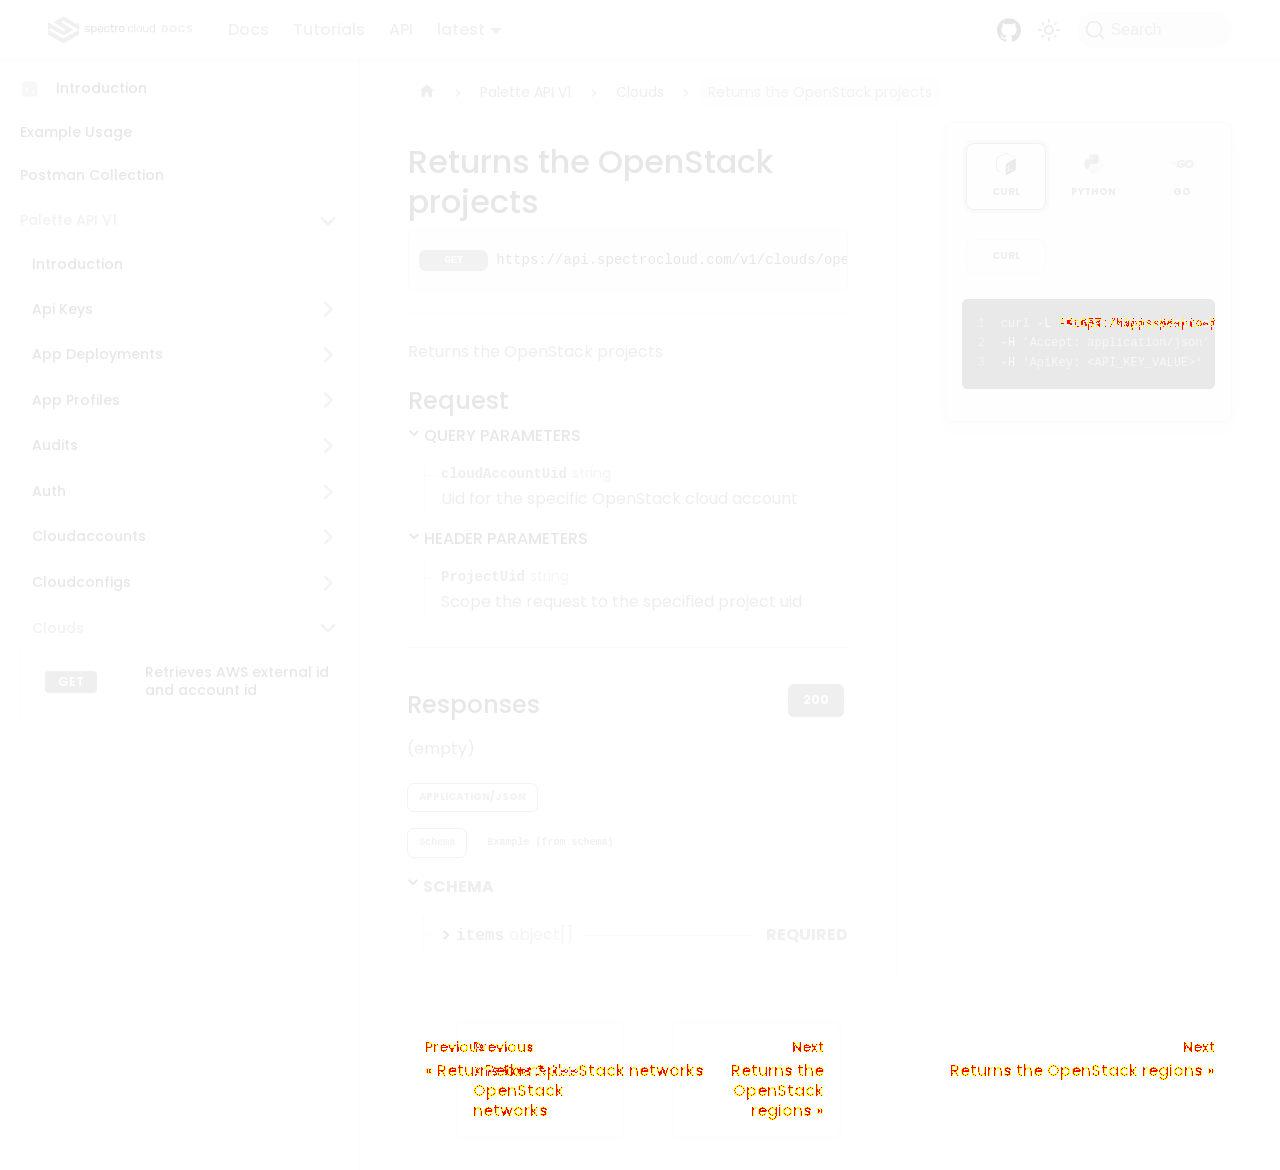 spectro cloud DOCS Docs Tutorials API latest Search
Introduction
Example Usage
Postman Collection
Palette API V1
Introduction
Api Keys
App Deployments
App Profiles
Audits
Auth
Cloudaccounts
Cloudconfigs
Clouds
GET Retrieves AWS external id
and account id
Palette API V1 Clouds Returns the OpenStack projects
Returns the OpenStack
projects
GET https://api.spectrocloud.com/v1/clouds/ope
Returns the OpenStack projects
Request
QUERY PARAMETERS
cloudAccountUid string
Uid for the specific OpenStack cloud account
HEADER PARAMETERS
ProjectUid string
Scope the request to the specified project uid
Responses
200
(empty)
APPLICATION/JSON
Schema Example (from schema)
SCHEMA
items object[] REQUIRED
CURL PYTHON GO
CURL
1 curl -L
2 -H 'Accept: application/json'
3 -H 'ApiKey: <API_KEY_VALUE>'
Previous Previous Next Next
OpenStack networks
OpenStack
networks
Returns the
OpenStack
regions »
Returns the OpenStack regions »